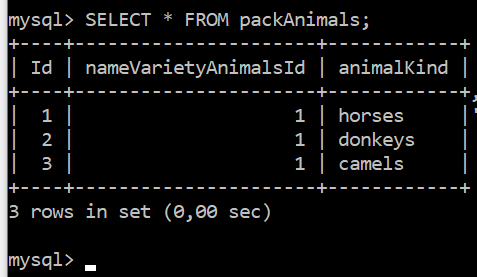 mysql> SELECT * FROM packAnimals;
+----+----------------------+------------+
| Id | nameVarietyAnimalsId | animalKind |
+----+----------------------+------------+
|  1 |                    1 | horses     |
|  2 |                    1 | donkeys    |
|  3 |                    1 | camels     |
+----+----------------------+------------+
3 rows in set (0,00 sec)
mysql>